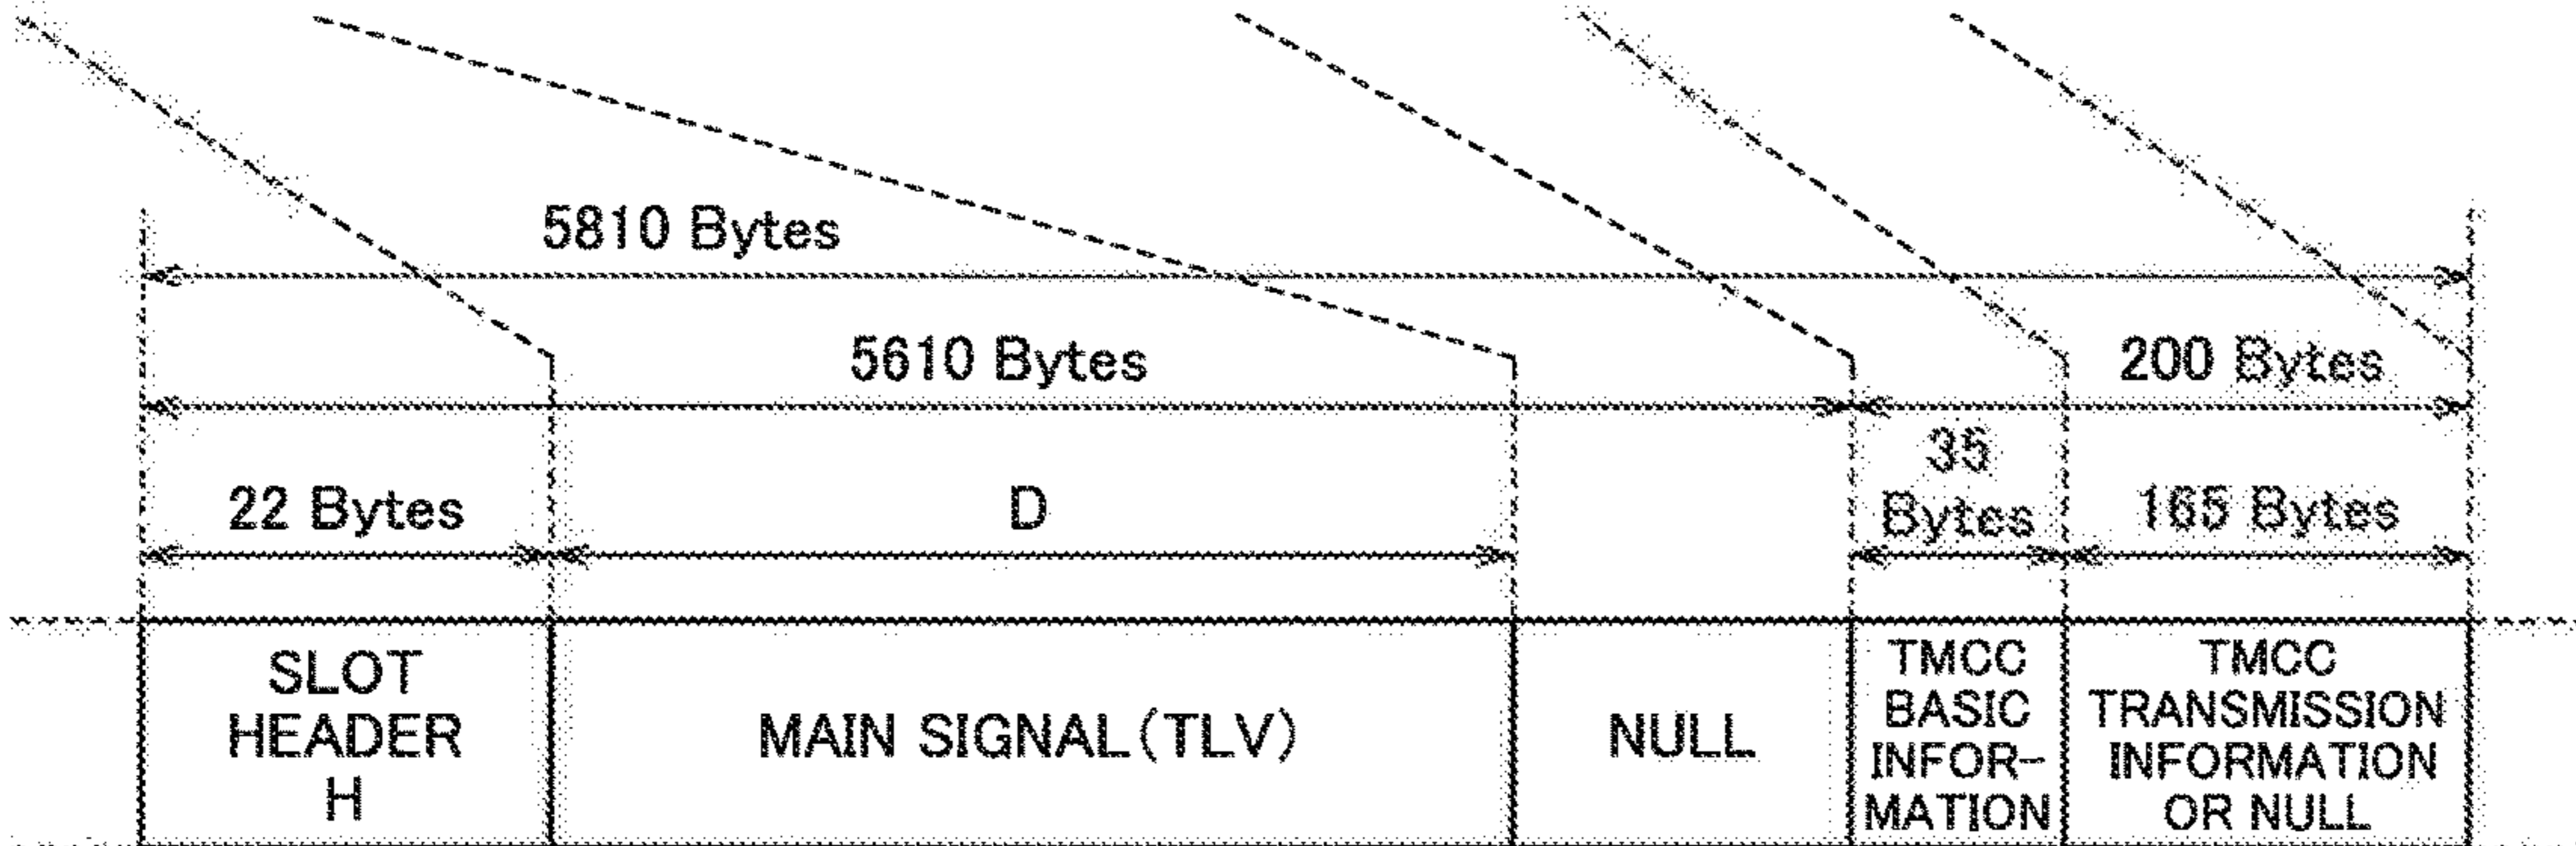 5810 Bytes
5610 Bytes
200 Bytes
22 Bytes
D
35
Bytes
165 Bytes
SLOT
HEADER
H
MAIN SIGNAL(TLV)
NULL
TMCC
BASIC
INFOR-
MATION
TMCC
TRANSMISSION
INFORMATION
OR NULL